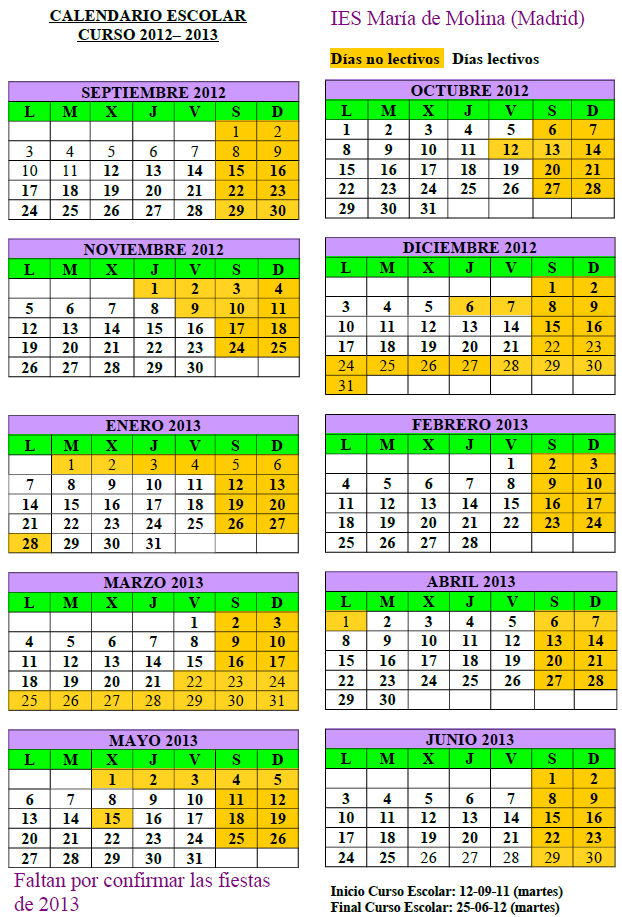 CALENDARIO ESCOLAR
CURSO 2012– 2013
IES María de Molina (Madrid)
Días no lectivos Días lectivos
SEPTIEMBRE 2012
L M X J V S D
1 2
3 4 5 6 7 8 9
10 11 12 13 14 15 16
17 18 19 20 21 22 23
24 25 26 27 28 29 30
OCTUBRE 2012
L M X J V S D
1 2 3 4 5 6 7
8 9 10 11 12 13 14
15 16 17 18 19 20 21
22 23 24 25 26 27 28
29 30 31
NOVIEMBRE 2012
L M X J V S D
1 2 3 4
5 6 7 8 9 10 11
12 13 14 15 16 17 18
19 20 21 22 23 24 25
26 27 28 29 30
DICIEMBRE 2012
L M X J V S D
1 2
3 4 5 6 7 8 9
10 11 12 13 14 15 16
17 18 19 20 21 22 23
24 25 26 27 28 29 30
31
ENERO 2013
L M X J V S D
1 2 3 4 5 6
7 8 9 10 11 12 13
14 15 16 17 18 19 20
21 22 23 24 25 26 27
28 29 30 31
FEBRERO 2013
L M X J V S D
1 2 3
4 5 6 7 8 9 10
11 12 13 14 15 16 17
18 19 20 21 22 23 24
25 26 27 28
MARZO 2013
L M X J V S D
1 2 3
4 5 6 7 8 9 10
11 12 13 14 15 16 17
18 19 20 21 22 23 24
25 26 27 28 29 30 31
ABRIL 2013
L M X J V S D
1 2 3 4 5 6 7
8 9 10 11 12 13 14
15 16 17 18 19 20 21
22 23 24 25 26 27 28
29 30
MAYO 2013
L M X J V S D
1 2 3 4 5
6 7 8 9 10 11 12
13 14 15 16 17 18 19
20 21 22 23 24 25 26
27 28 29 30 31
JUNIO 2013
L M X J V S D
1 2
3 4 5 6 7 8 9
10 11 12 13 14 15 16
17 18 19 20 21 22 23
24 25 26 27 28 29 30
Faltan por confirmar las fiestas
de 2013
Inicio Curso Escolar: 12-09-11 (martes)
Final Curso Escolar: 25-06-12 (martes)